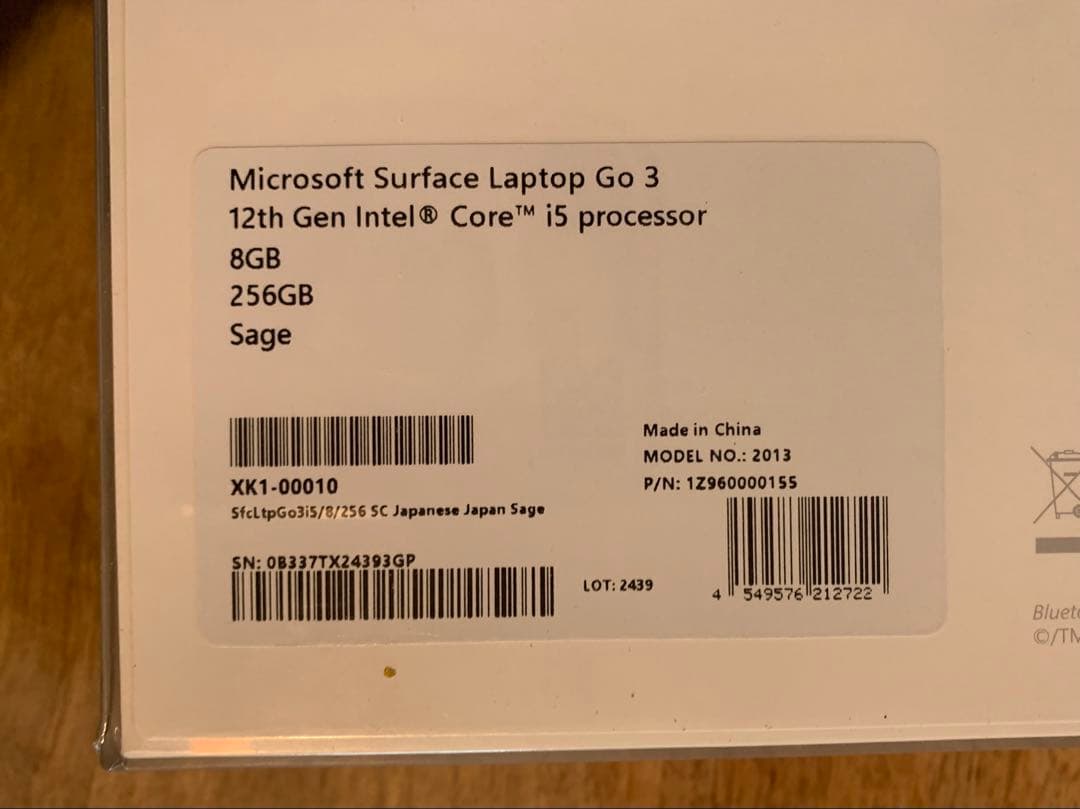 Microsoft Surface Laptop Go 3
12th Gen Intel® Core™ i5 processor
8GB
256GB
Sage
XK1-00010
SfcLtpGo3i5/8/256 SC Japanese Japan Sage
SN: 0B337TX24393GP
LOT: 2439
Made in China
MODEL NO.: 2013
P/N: 1Z960000155
4 549576 212722
©/TM